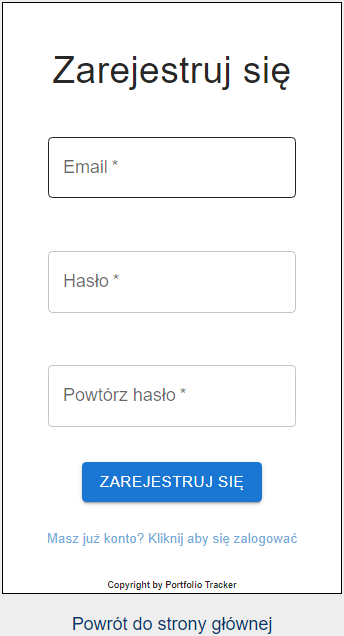 Zarejestruj się
Email *
Hasło *
Powtórz hasło *
ZAREJESTRUJ SIĘ
Masz już konto? Kliknij aby się zalogować
Copyright by Portfolio Tracker
Powrót do strony głównej